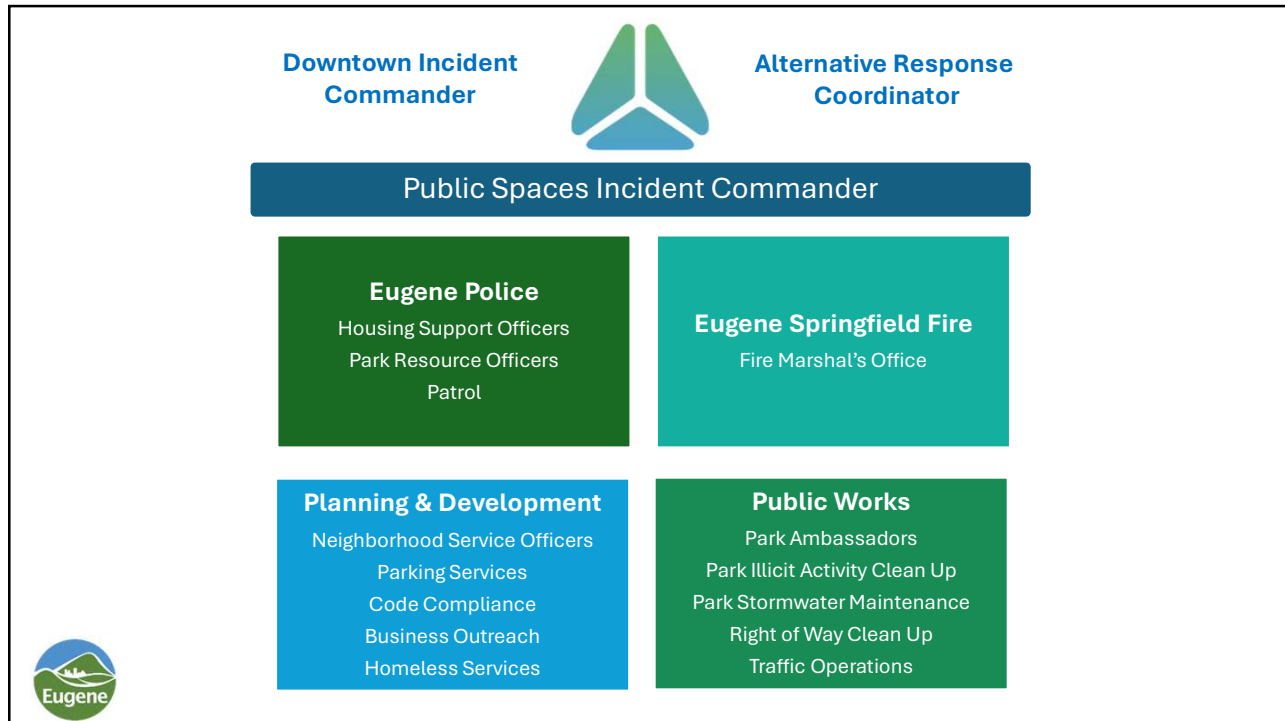 Downtown Incident
Commander
Alternative Response
Coordinator
Public Spaces Incident Commander
Eugene Police
Housing Support Officers
Park Resource Officers
Patrol
Eugene Springfield Fire
Fire Marshal’s Office
Planning & Development
Neighborhood Service Officers
Parking Services
Code Compliance
Business Outreach
Homeless Services
Public Works
Park Ambassadors
Park Illicit Activity Clean Up
Park Stormwater Maintenance
Right of Way Clean Up
Traffic Operations
Eugene